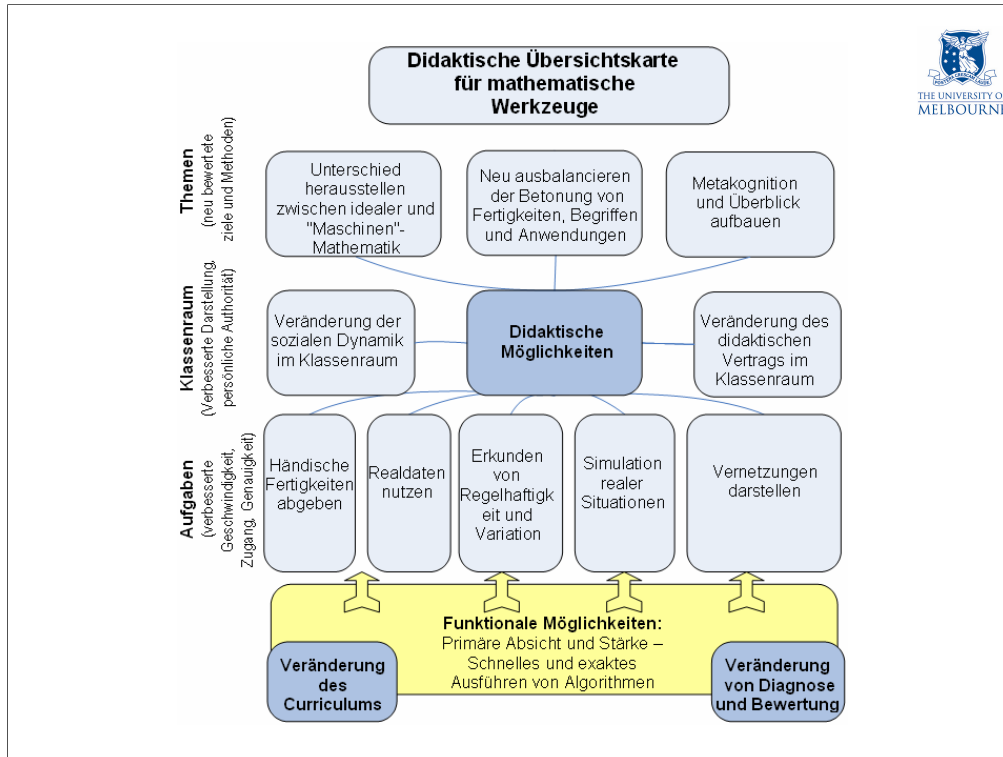 Didaktische Übersichtskarte
für mathematische
Werkzeuge
THE UNIVERSITY OF
MELBOURNE
Themen
(neu bewertete
ziele und Methoden)
Unterschied
herausstellen
zwischen idealer und
"Maschinen"-
Mathematik
Neu ausbalancieren
der Betonung von
Fertigkeiten, Begriffen
und Anwendungen
Metakognition
und Überblick
aufbauen
Klassenraum
(Verbesserte Darstellung,
persönliche Authorität)
Veränderung der
sozialen Dynamik
im Klassenraum
Didaktische
Möglichkeiten
Veränderung des
didaktischen
Vertrags im
Klassenraum
Aufgaben
(verbesserte
Geschwindigkeit,
Zugang, Genauigkeit)
Händische
Fertigkeiten
abgeben
Realdaten
nutzen
Erkunden
von
Regelhaftigk
eit und
Variation
Simulation
realer
Situationen
Vernetzungen
darstellen
Funktionale Möglichkeiten:
Primäre Absicht und Stärke –
Schnelles und exaktes
Ausführen von Algorithmen
Veränderung
des
Curriculums
Veränderung
von Diagnose
und Bewertung